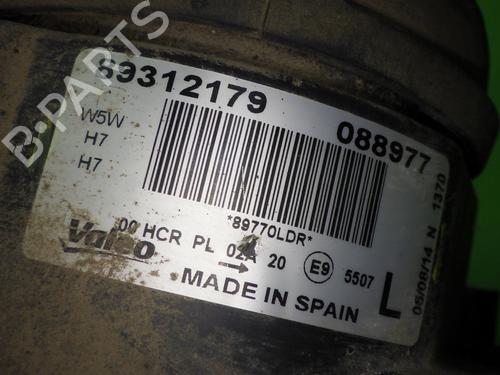 B-PARTS
89312179
088977
W5W
H7
H7
*89770LDR*
Valeo
00 HCR PL 02A 20
E9 5507
L
MADE IN SPAIN
05/08/14 N 1370